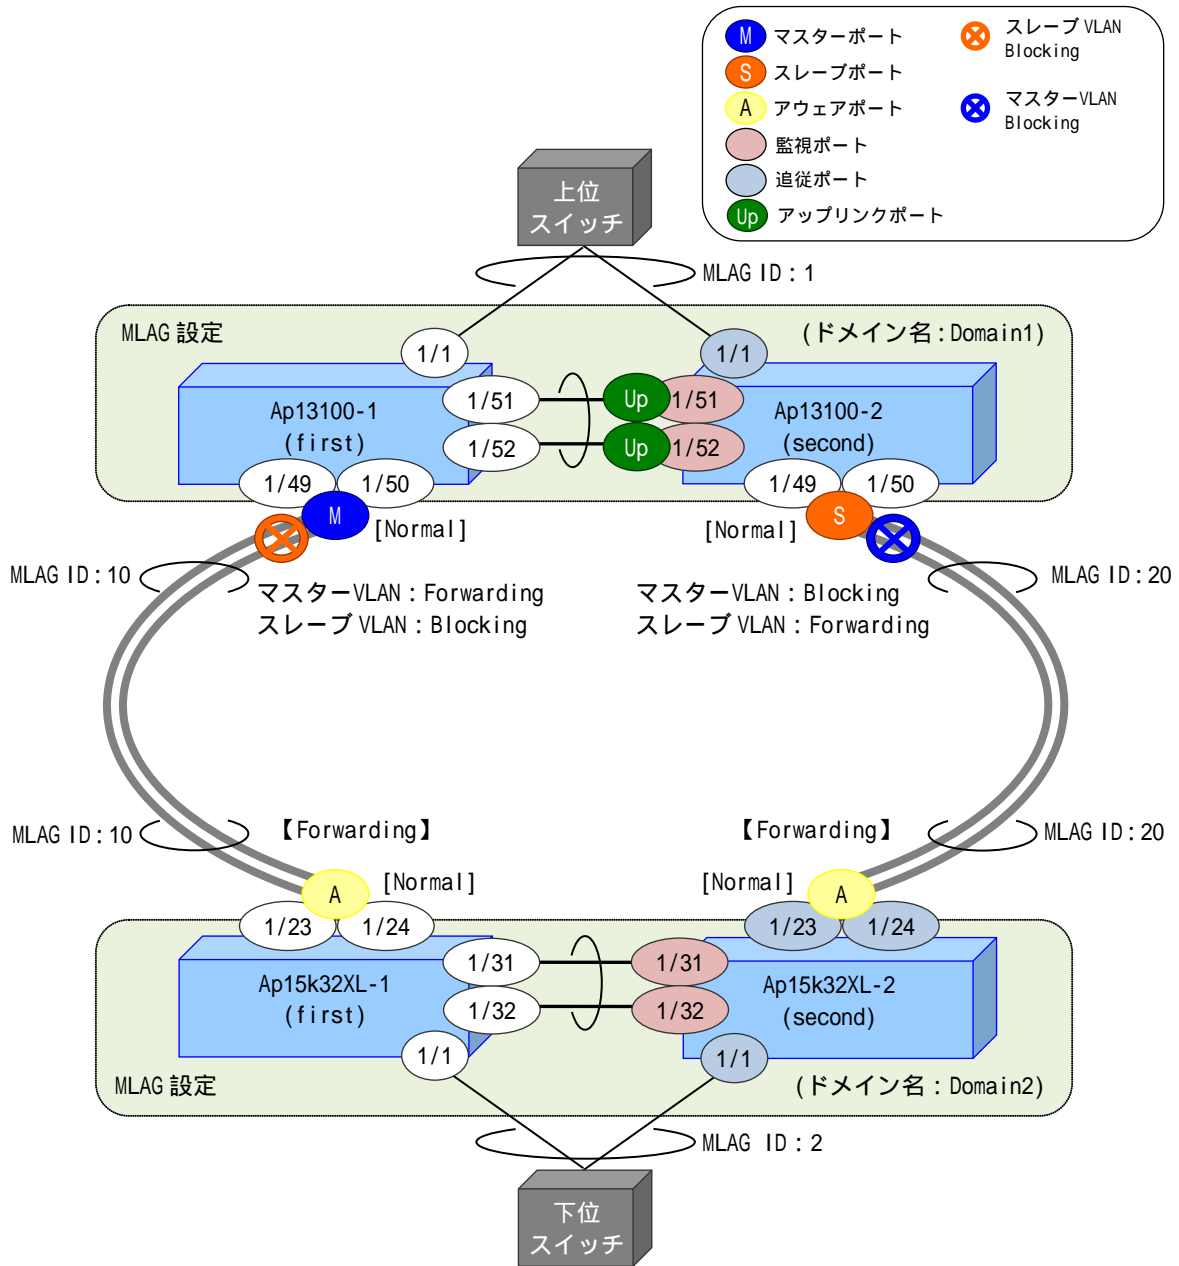 M マスターポート
S スレーブポート
A アウェアポート
監視ポート
追従ポート
Up アップリンクポート
スレーブ VLAN
Blocking
マスターVLAN
Blocking
上位
スイッチ
MLAG ID : 1
MLAG 設定
(ドメイン名 : Domain1)
1/1
1/1
Ap13100-1
(first)
1/51
1/52
Up
Up
1/51
1/52
Ap13100-2
(second)
1/49
1/50
M
[Normal]
1/49
1/50
S
[Normal]
MLAG ID : 10
マスターVLAN : Forwarding
スレーブ VLAN : Blocking
マスターVLAN : Blocking
スレーブ VLAN : Forwarding
MLAG ID : 20
MLAG ID : 10
【Forwarding】
【Forwarding】
MLAG ID : 20
A
[Normal]
[Normal]
A
1/23
1/24
1/23
1/24
Ap15k32XL-1
(first)
1/31
1/32
1/31
1/32
Ap15k32XL-2
(second)
1/1
1/1
MLAG 設定
(ドメイン名 : Domain2)
MLAG ID : 2
下位
スイッチ